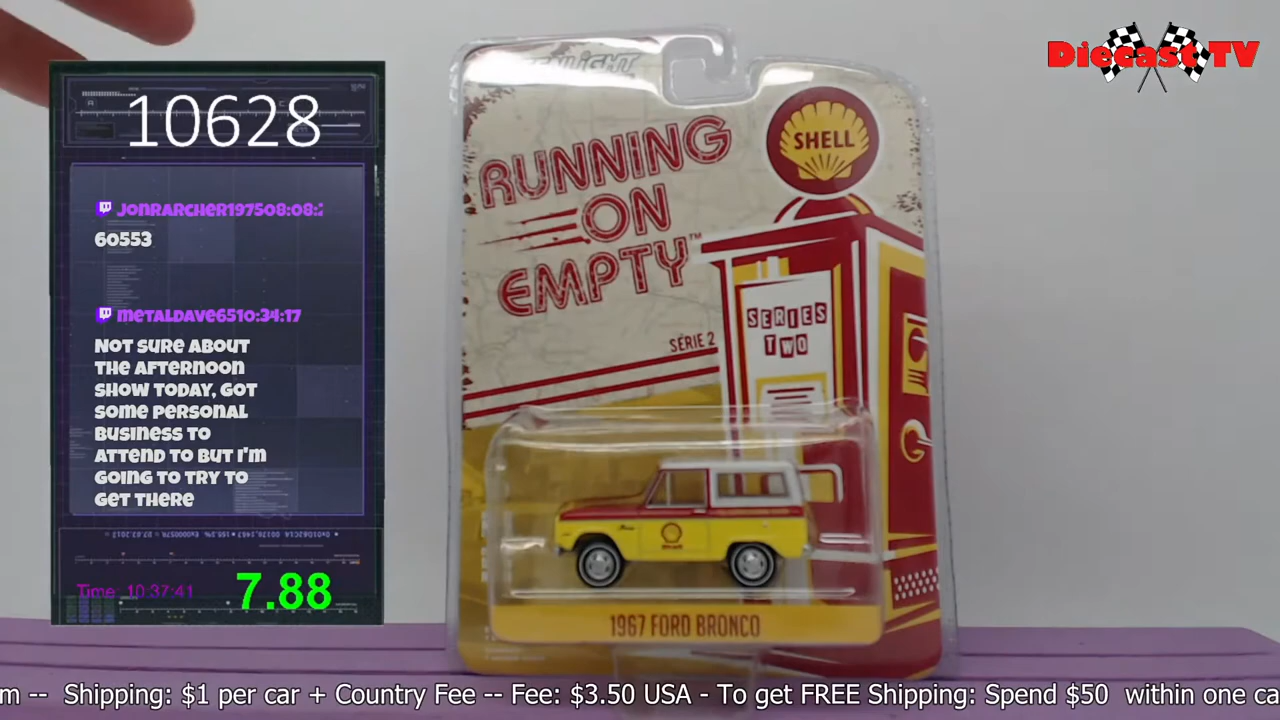 Diecast TV
10628
JONRARCHER197508:08:
60553
METALDAVE6510:34:17
NOT SURE ABOUT
THE AFTERNOON
SHOW TODAY, GOT
SOME PERSONAL
BUSINESS TO
ATTEND TO BUT I'M
GOING TO TRY TO
GET THERE
Time: 10:37:41
7.88
SHELL
RUNNING
ON
EMPTY™
SÉRIE 2
SERIES
TWO
1967 FORD BRONCO
m -- Shipping: $1 per car + Country Fee -- Fee: $3.50 USA - To get FREE Shipping: Spend $50 within one ca